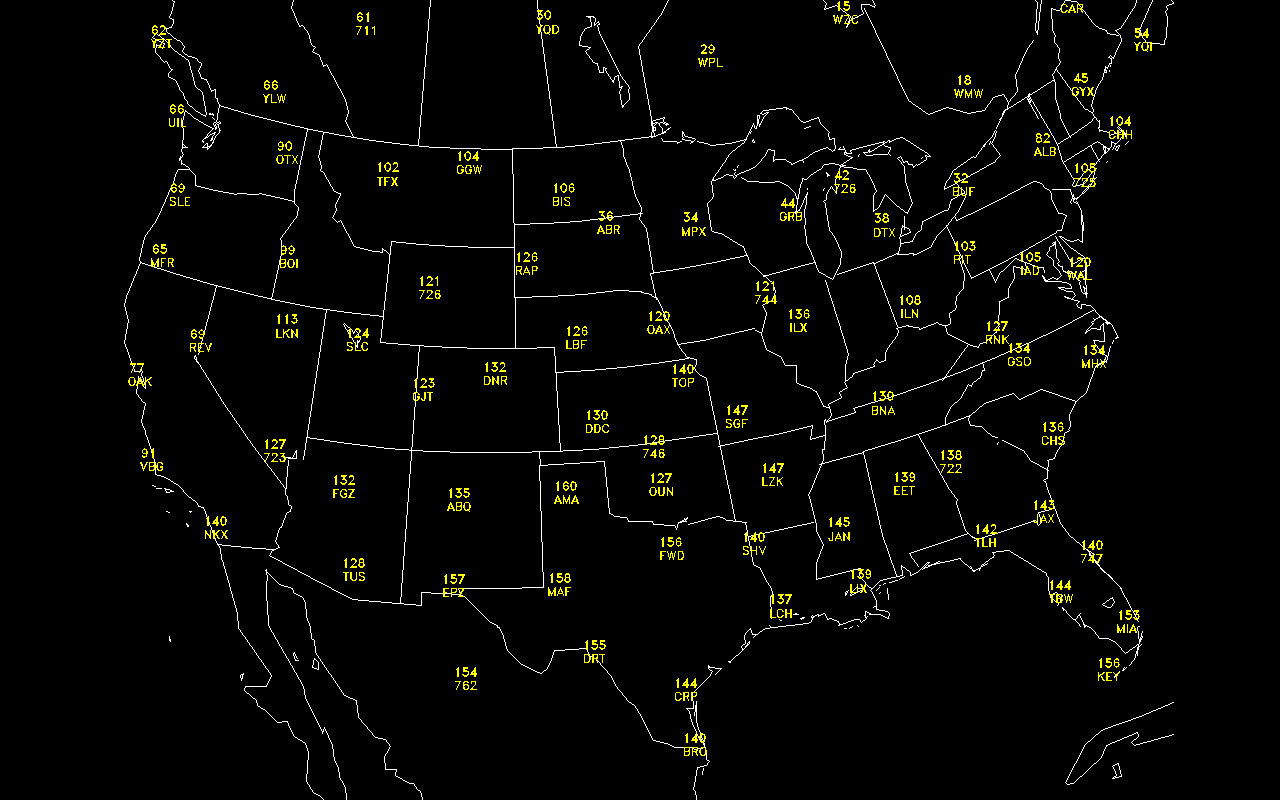 15
WZC
CAR
61
711
50
YQD
62
YZT
54
YQI
29
WPL
66
YLW
18
WMW
45
GYX
66
UIL
104
CHH
90
OTX
82
ALB
102
TFX
104
GGW
42
726
105
725
69
SLE
106
BIS
32
BUF
44
GRB
36
ABR
34
MPX
38
DTX
65
MFR
99
BOI
126
RAP
103
PIT
105
IAD
120
WAL
121
726
121
744
108
ILN
113
LKN
120
OAX
136
ILX
69
REV
124
SLC
126
LBF
127
RNK
134
GSO
134
MHX
77
OAK
132
DNR
140
TOP
123
GJT
130
BNA
130
DDC
147
SGF
136
CHS
91
VBG
127
723
128
746
138
722
132
FGZ
135
ABQ
160
AMA
127
OUN
147
LZK
139
EET
140
NKX
143
JAX
145
JAN
142
TLH
156
FWD
140
SHV
140
747
128
TUS
157
EPZ
158
MAF
139
LIX
144
TBW
137
LCH
153
MIA
155
DRT
156
KEY
154
762
144
CRP
140
BRO